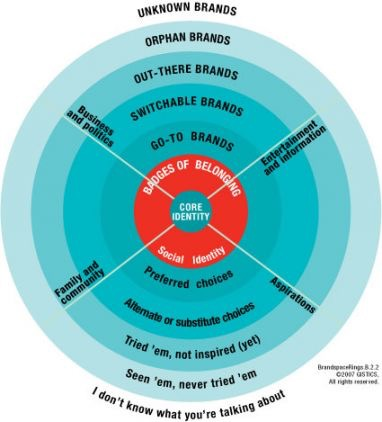 UNKNOWN BRANDS
ORPHAN BRANDS
OUT-THERE BRANDS
SWITCHABLE BRANDS
GO-TO BRANDS
BADGES OF BELONGING
Business
and politics
Entertainment
and information
CORE
IDENTITY
Social Identity
Family and
community
Aspirations
Preferred choices
Alternate or substitute choices
Tried 'em, not inspired (yet)
Seen 'em, never tried 'em
I don't know what you're talking about
BrandspaceRings.B.2.2
©2007 GISTICS,
All rights reserved.